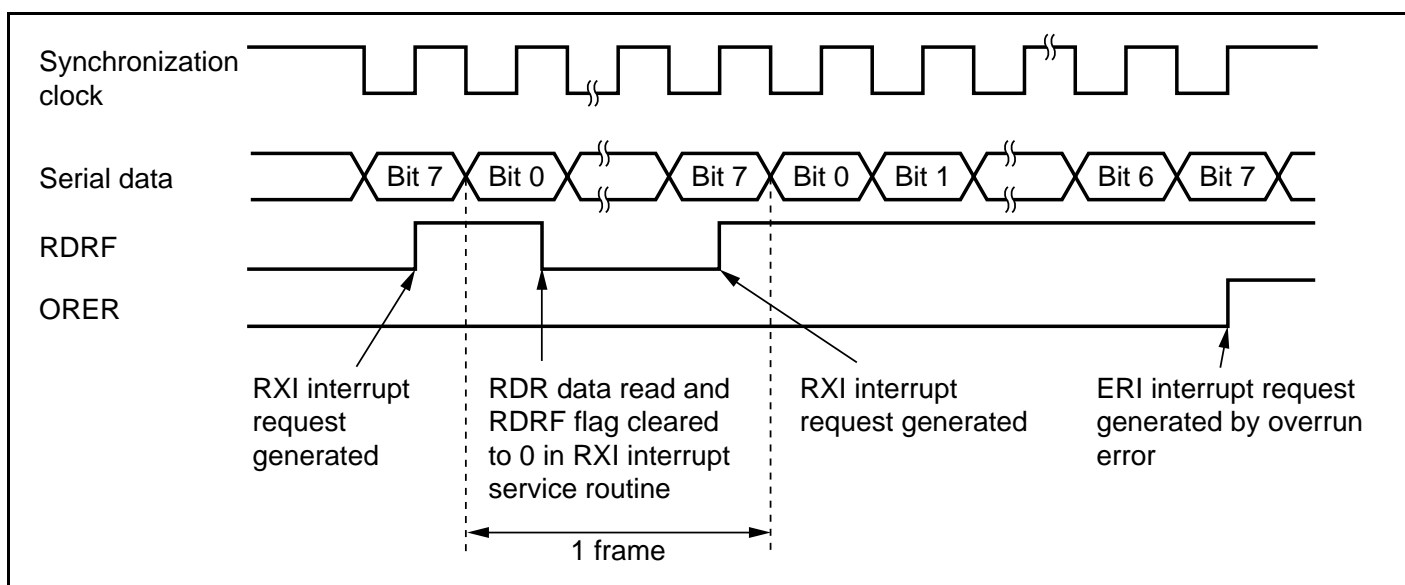 Synchronization
clock
Serial data
Bit 7 Bit 0 Bit 7 Bit 0 Bit 1 Bit 6 Bit 7
RDRF
ORER
RXI interrupt
request
generated
RDR data read and
RDRF flag cleared
to 0 in RXI interrupt
service routine
RXI interrupt
request generated
ERI interrupt request
generated by overrun
error
1 frame